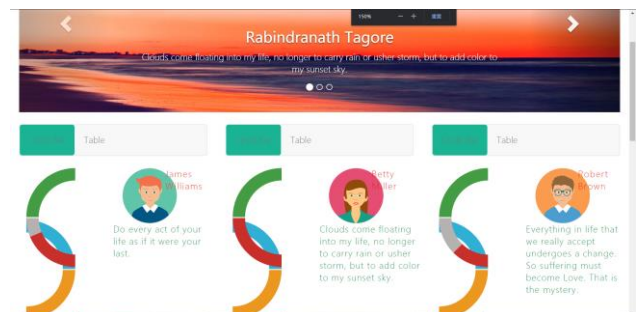 150%
Rabindranath Tagore
Clouds come floating into my life, no longer to carry rain or usher storm, but to add color to
my sunset sky.
Table
Table
Table
James
Williams
Do every act of your
life as if it were your
last.
Betty
Miller
Clouds come floating
into my life, no longer
to carry rain or usher
storm, but to add color
to my sunset sky.
Robert
Brown
Everything in life that
we really accept
undergoes a change.
So suffering must
become Love. That is
the mystery.